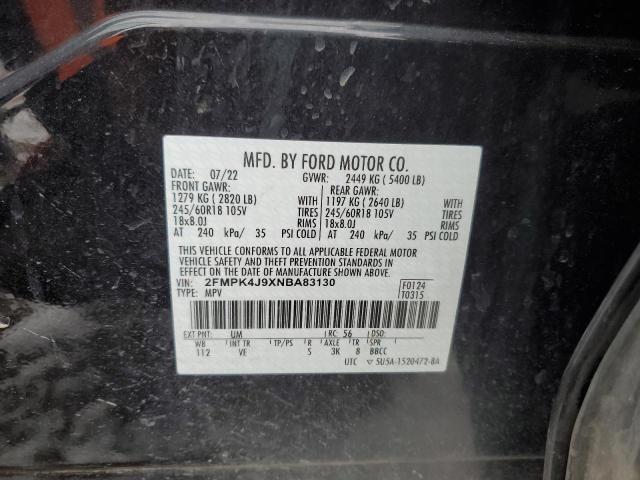 MFD. BY FORD MOTOR CO.
DATE: 07/22 GVWR: 2449 KG ( 5400 LB)
FRONT GAWR: REAR GAWR:
1279 KG ( 2820 LB) WITH 1197 KG ( 2640 LB) WITH
245/60R18 105V TIRES 245/60R18 105V TIRES
18x8.0J RIMS 18x8.0J RIMS
AT 240 kPa/ 35 PSI COLD AT 240 kPa/ 35 PSI COLD
THIS VEHICLE CONFORMS TO ALL APPLICABLE FEDERAL MOTOR
VEHICLE SAFETY AND THEFT PREVENTION STANDARDS IN
EFFECT ON THE DATE OF MANUFACTURE SHOWN ABOVE.
VIN: 2FMPK4J9XNBA83130 F0124
TYPE: MPV T0315
EXT PNT: UM RC: 56 DSO:
WB INT TR TP/PS R AXLE TR SPR
112 VE S 3K 8 BBCC
UTC ▽ 5U5A-1520472-BA